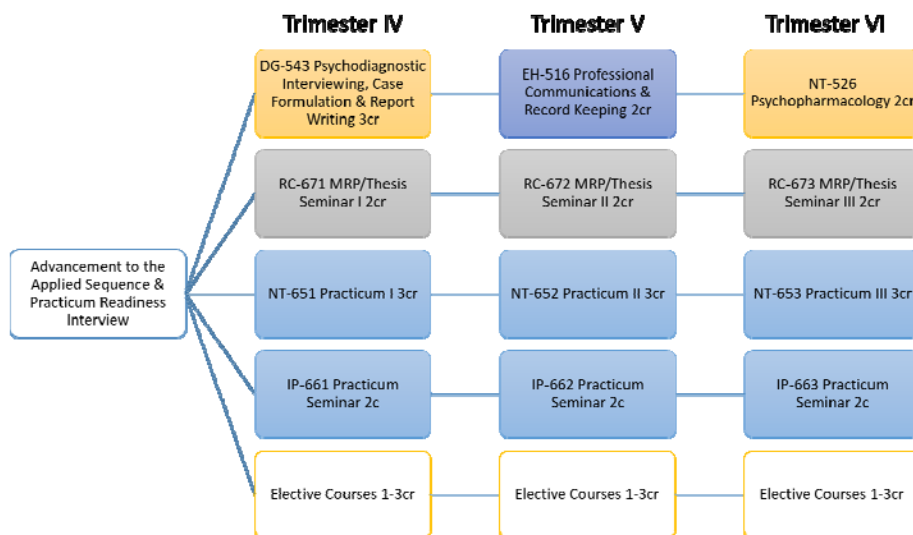 Trimester IV
Trimester V
Trimester VI
DG-543 Psychodiagnostic
Interviewing, Case
Formulation & Report
Writing 3cr
EH-516 Professional
Communications &
Record Keeping 2cr
NT-526
Psychopharmacology 2cr
RC-671 MRP/Thesis
Seminar I 2cr
RC-672 MRP/Thesis
Seminar II 2cr
RC-673 MRP/Thesis
Seminar III 2cr
Advancement to the
Applied Sequence &
Practicum Readiness
Interview
NT-651 Practicum I 3cr
NT-652 Practicum II 3cr
NT-653 Practicum III 3cr
IP-661 Practicum
Seminar 2c
IP-662 Practicum
Seminar 2c
IP-663 Practicum
Seminar 2c
Elective Courses 1-3cr
Elective Courses 1-3cr
Elective Courses 1-3cr